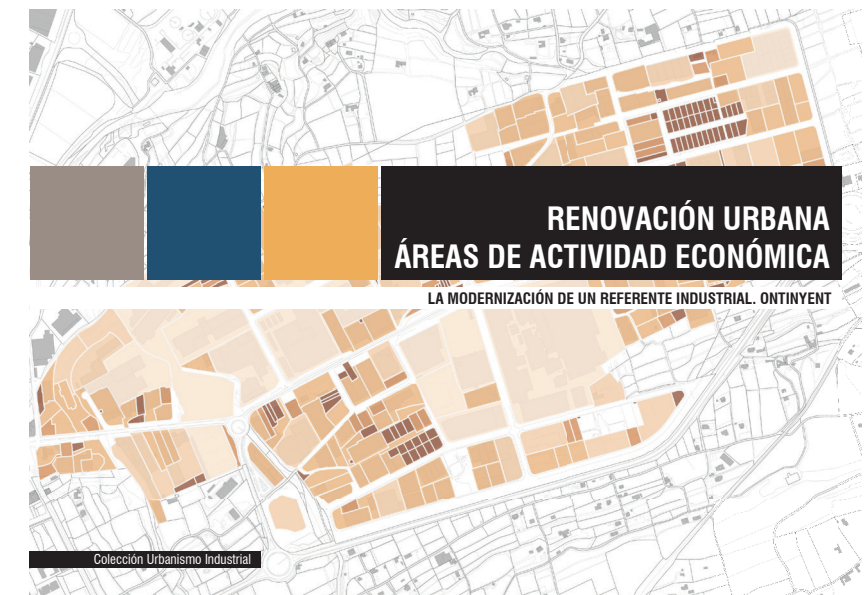 RENOVACIÓN URBANA
ÁREAS DE ACTIVIDAD ECONÓMICA
LA MODERNIZACIÓN DE UN REFERENTE INDUSTRIAL. ONTINYENT
Colección Urbanismo Industrial